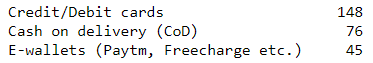 Credit/Debit cards 148
Cash on delivery (CoD) 76
E-wallets (Paytm, Freecharge etc.) 45